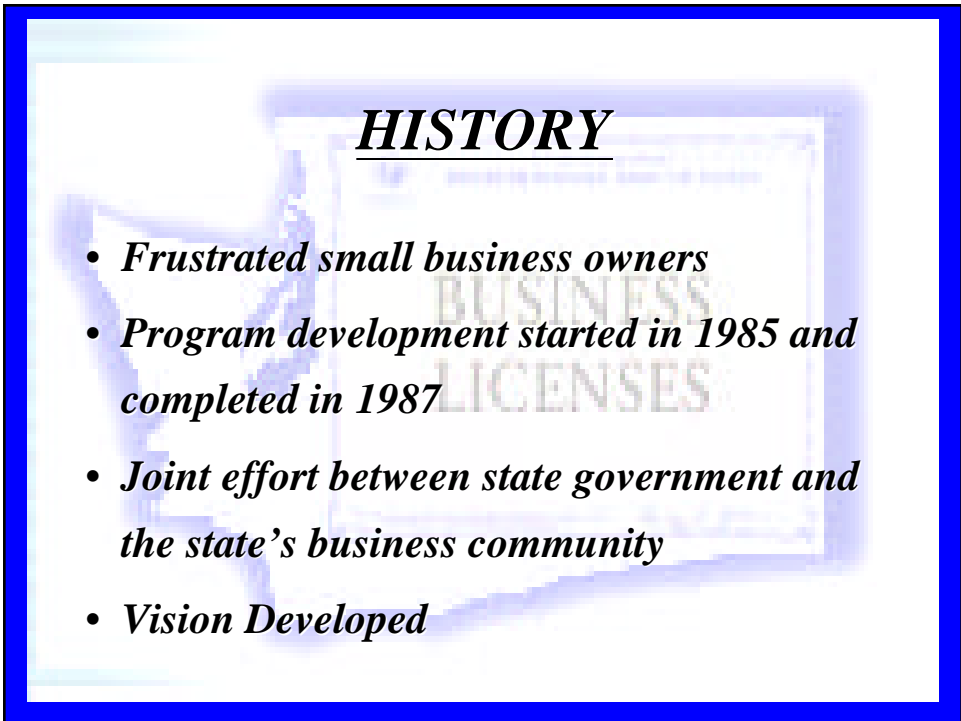 HISTORY
• Frustrated small business owners
BUSINESS
• Program development started in 1985 and
completed in 1987
LICENSES
• Joint effort between state government and
the state’s business community
• Vision Developed